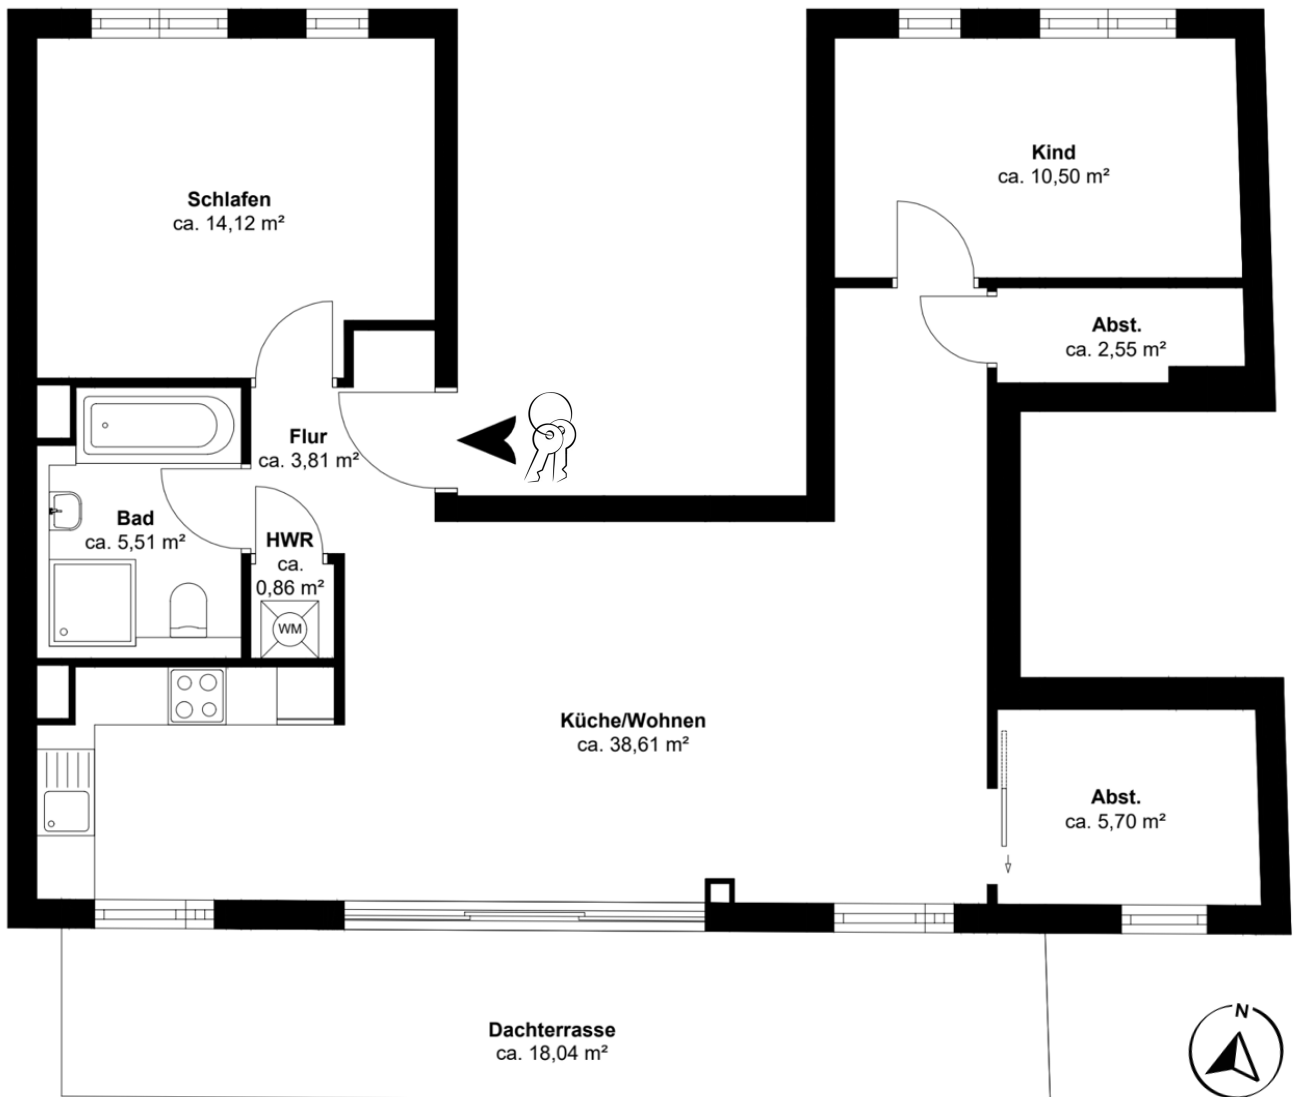 Schlafen
ca. 14,12 m²
Kind
ca. 10,50 m²
Abst.
ca. 2,55 m²
Flur
ca. 3,81 m²
Bad
ca. 5,51 m²
HWR
ca.
0,86 m²
WM
Küche/Wohnen
ca. 38,61 m²
Abst.
ca. 5,70 m²
Dachterrasse
ca. 18,04 m²
N